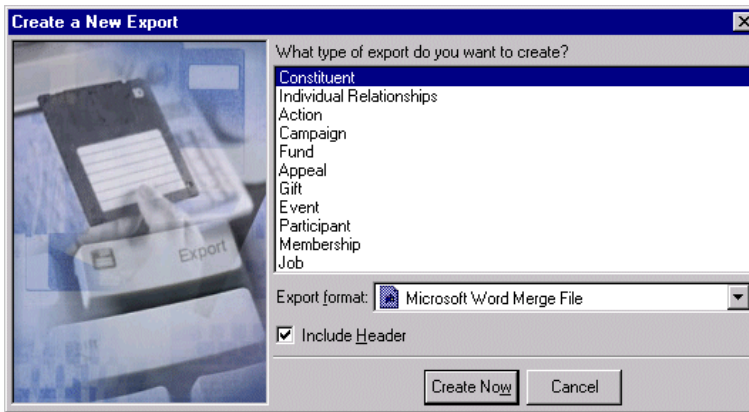 Create a New Export
What type of export do you want to create?
Constituent
Individual Relationships
Action
Campaign
Fund
Appeal
Gift
Event
Participant
Membership
Job
Export
Export format: Microsoft Word Merge File
Include Header
Create Now Cancel